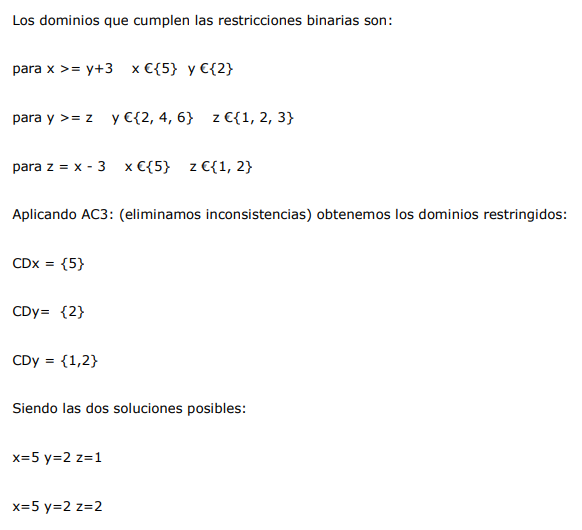 Los dominios que cumplen las restricciones binarias son:
para x >= y+3 x €{5} y €{2}
para y >= z y €{2, 4, 6} z €{1, 2, 3}
para z = x - 3 x €{5} z €{1, 2}
Aplicando AC3: (eliminamos inconsistencias) obtenemos los dominios restringidos:
CDx = {5}
CDy= {2}
CDy = {1,2}
Siendo las dos soluciones posibles:
x=5 y=2 z=1
x=5 y=2 z=2